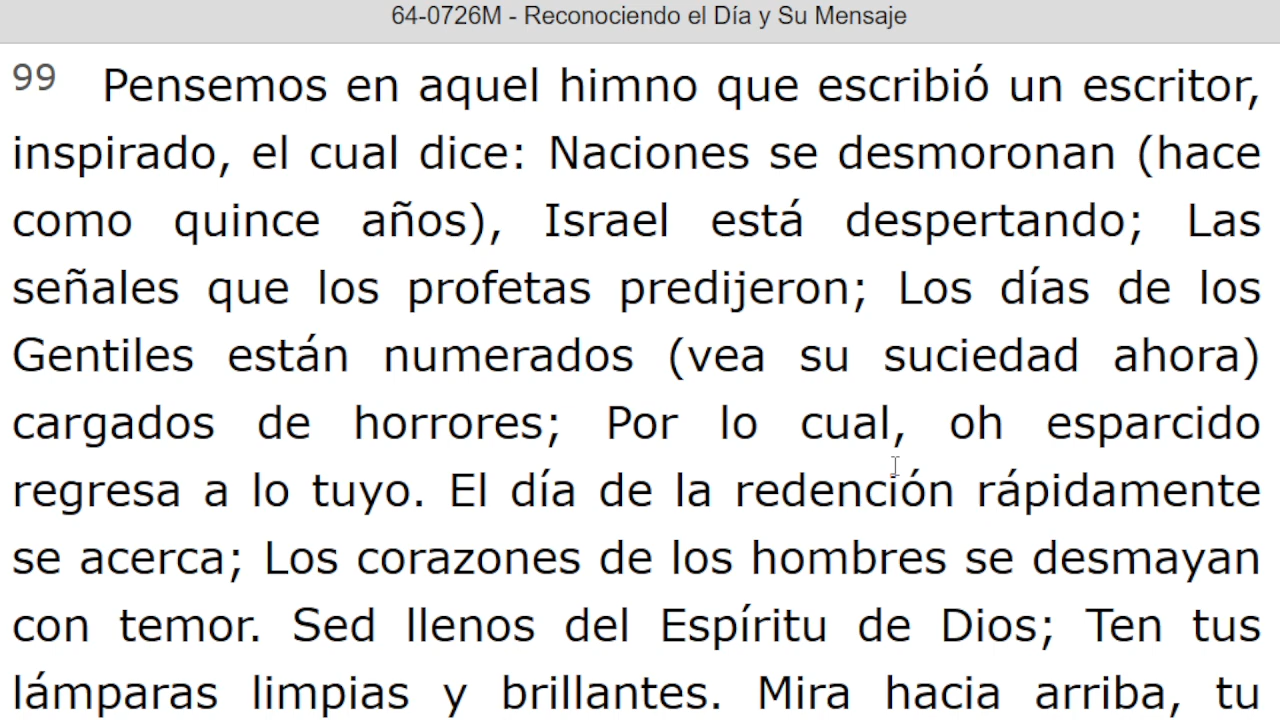 64-0726M - Reconociendo el Día y Su Mensaje
99 Pensemos en aquel himno que escribió un escritor,
inspirado, el cual dice: Naciones se desmoronan (hace
como quince años), Israel está despertando; Las
señales que los profetas predijeron; Los días de los
Gentiles están numerados (vea su suciedad ahora)
cargados de horrores; Por lo cual, oh esparcido
regresa a lo tuyo. El día de la redención rápidamente
se acerca; Los corazones de los hombres se desmayan
con temor. Sed llenos del Espíritu de Dios; Ten tus
lámparas limpias y brillantes. Mira hacia arriba, tu